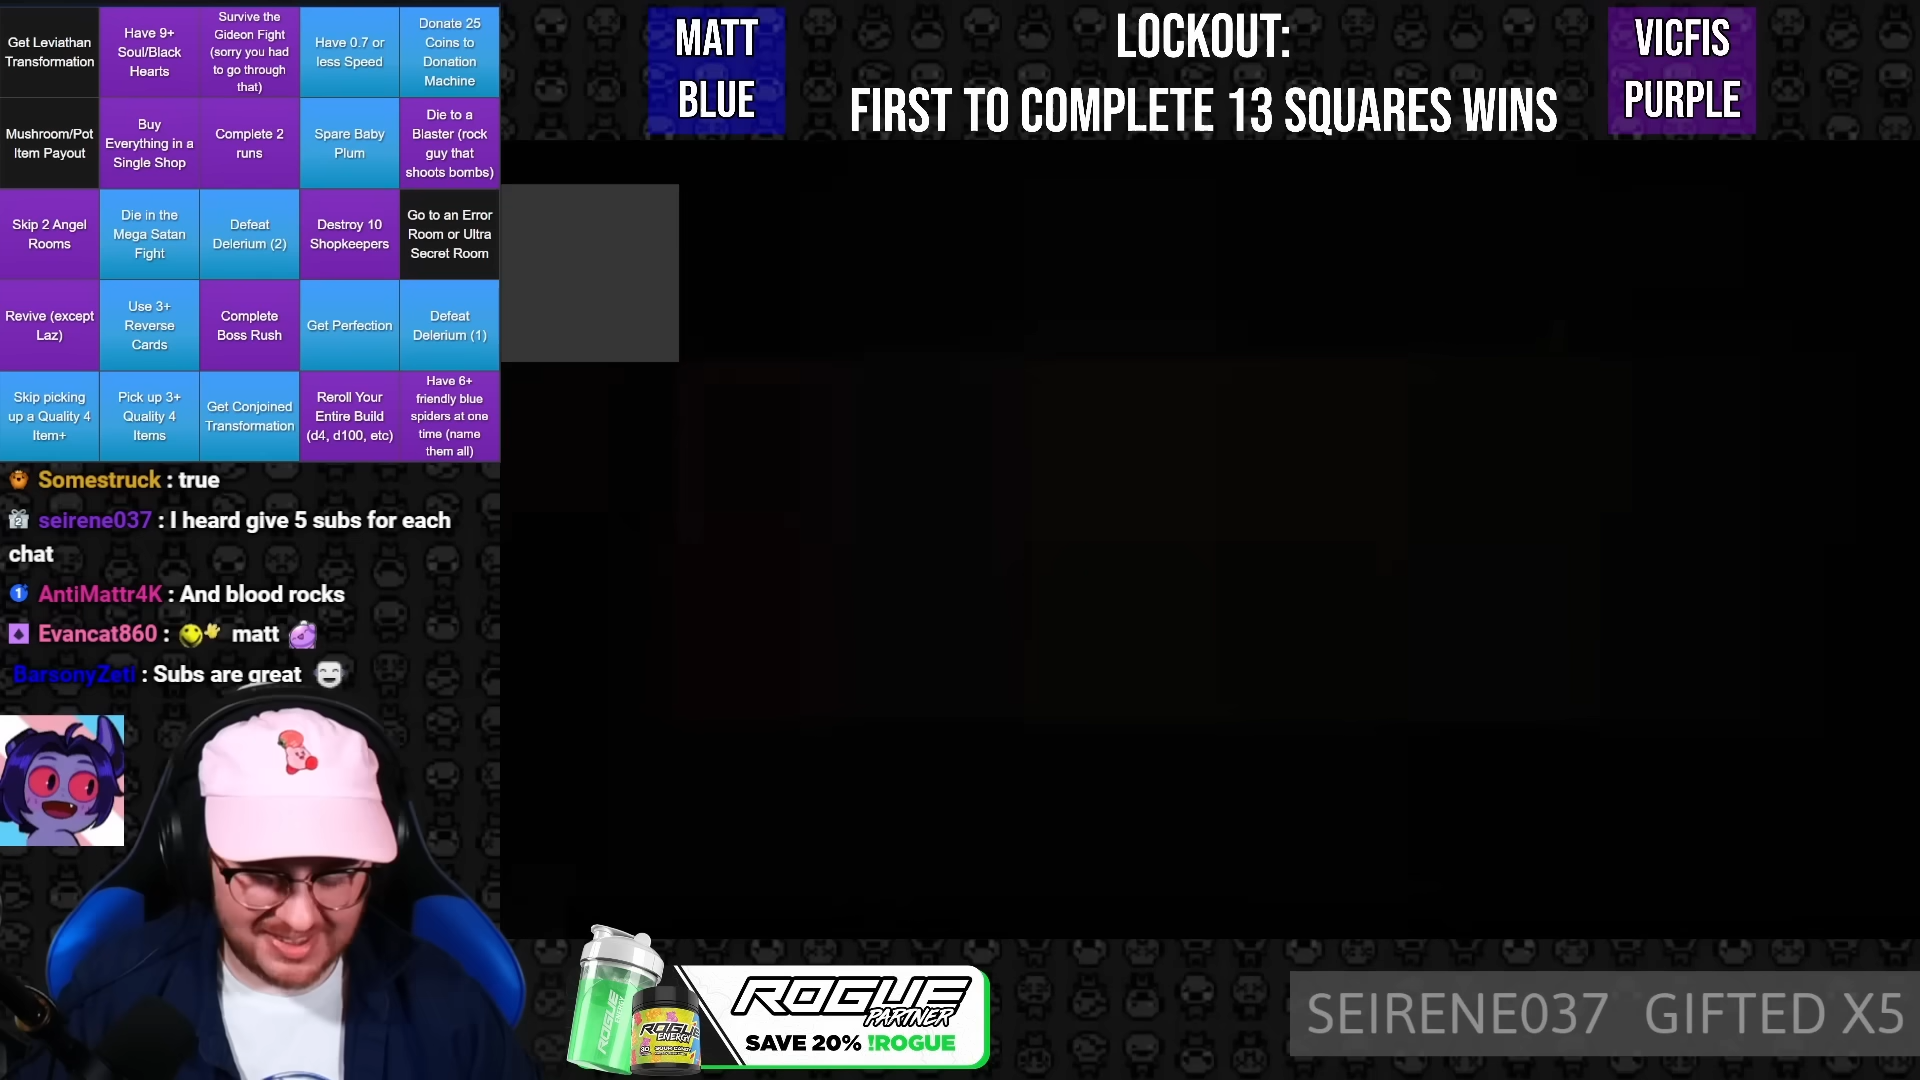 Get Leviathan
Transformation
Have 9+
Soul/Black
Hearts
Survive the
Gideon Fight
(sorry you had
to go through
that)
Have 0.7 or
less Speed
Donate 25
Coins to
Donation
Machine
Mushroom/Pot
Item Payout
Buy
Everything in a
Single Shop
Complete 2
runs
Spare Baby
Plum
Die to a
Blaster (rock
guy that
shoots bombs)
Skip 2 Angel
Rooms
Die in the
Mega Satan
Fight
Defeat
Delerium (2)
Destroy 10
Shopkeepers
Go to an Error
Room or Ultra
Secret Room
Revive (except
Laz)
Use 3+
Reverse
Cards
Complete
Boss Rush
Get Perfection
Defeat
Delerium (1)
Skip picking
up a Quality 4
Item+
Pick up 3+
Quality 4
Items
Get Conjoined
Transformation
Reroll Your
Entire Build
(d4, d100, etc)
Have 6+
friendly blue
spiders at one
time (name
them all)
MATT
BLUE
LOCKOUT:
FIRST TO COMPLETE 13 SQUARES WINS
VICFIS
PURPLE
Somestruck : true
seirene037 : I heard give 5 subs for each
chat
AntiMattr4K : And blood rocks
Evancat860 : matt
BarsonyZeti : Subs are great
ROGUE
ROGUE
ENERGY
ROGUE
PARTNER
SAVE 20% !ROGUE
SEIRENE037 GIFTED X5